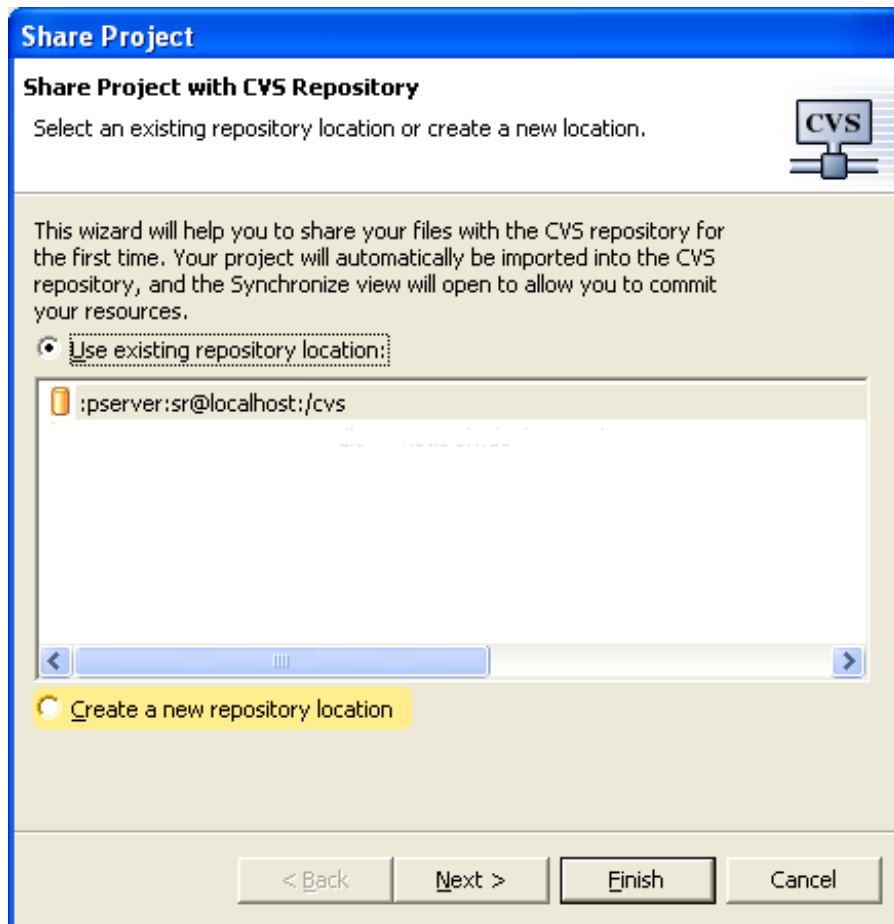 Share Project
Share Project with CVS Repository
Select an existing repository location or create a new location.
CVS
This wizard will help you to share your files with the CVS repository for
the first time. Your project will automatically be imported into the CVS
repository, and the Synchronize view will open to allow you to commit
your resources.
Use existing repository location:
:pserver:sr@localhost:/cvs
Create a new repository location
< Back
Next >
Finish
Cancel